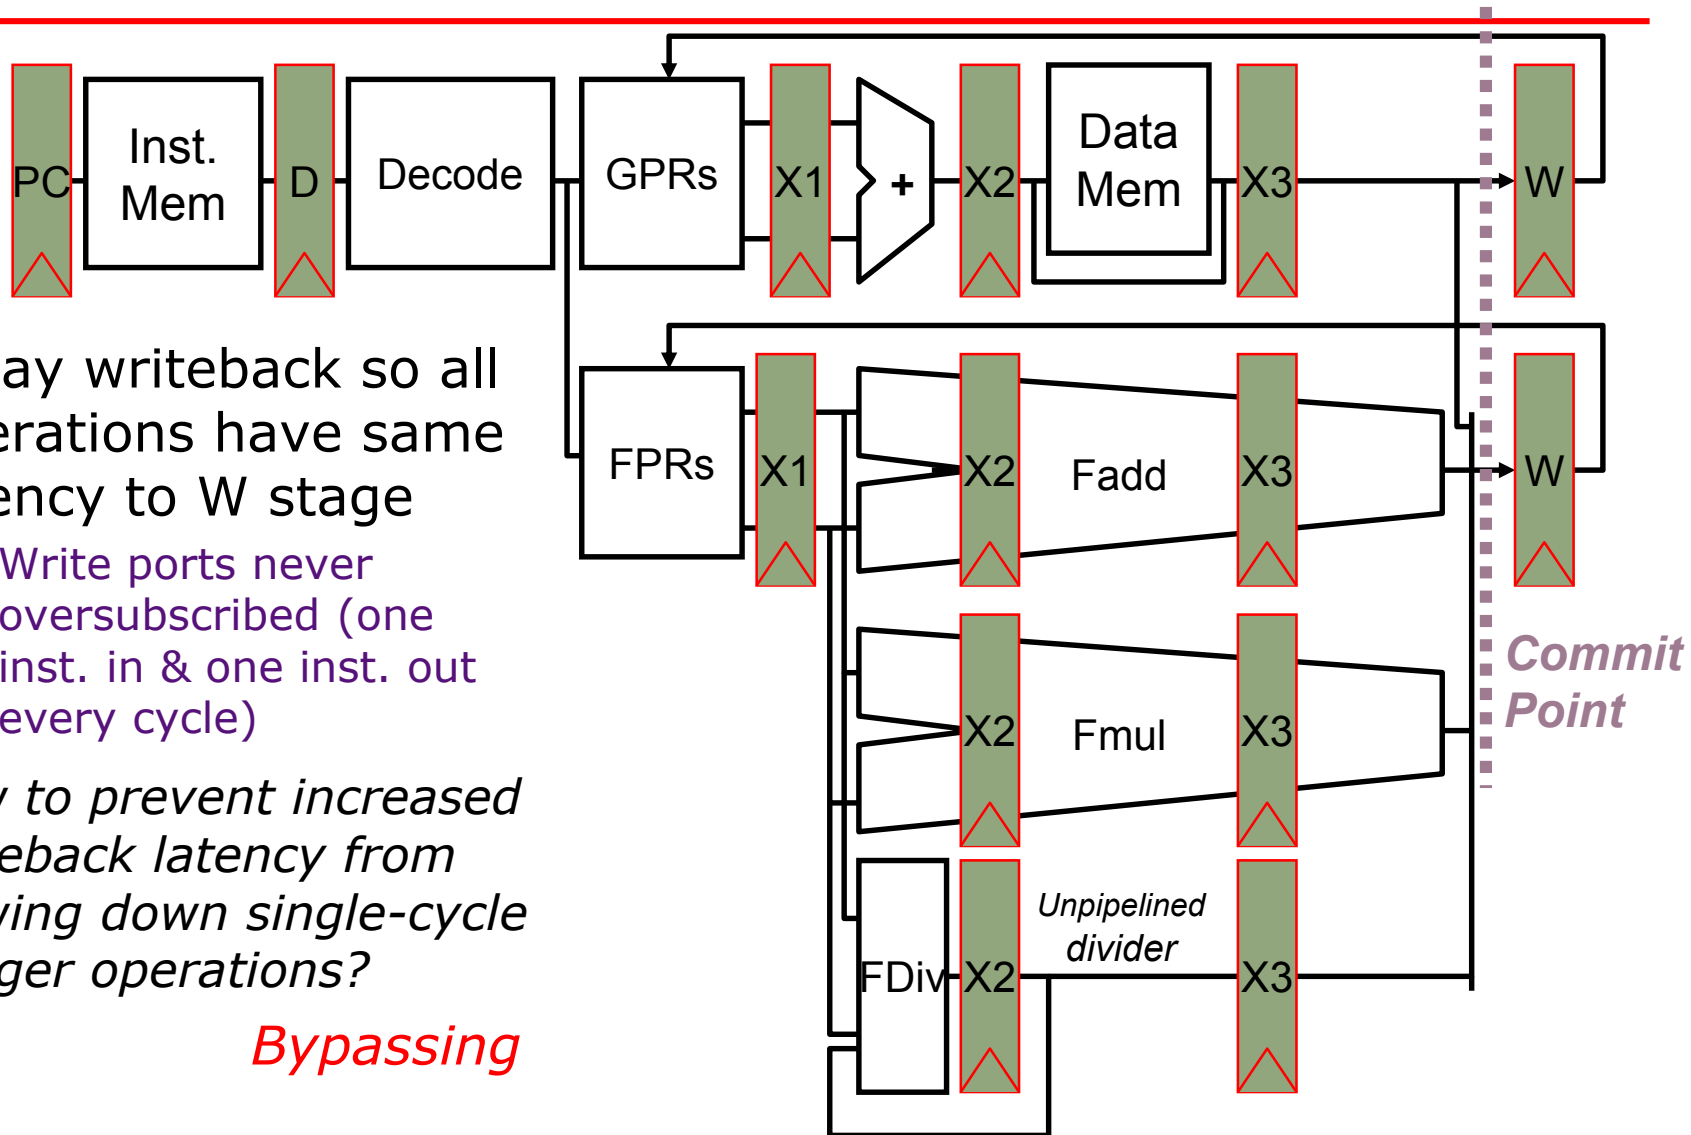 PC
Inst.
Mem
D
Decode
GPRs
X1
+
X2
Data
Mem
X3
W
ay writeback so all
erations have same
ency to W stage
Write ports never
oversubscribed (one
inst. in & one inst. out
every cycle)
to prevent increased
eback latency from
ing down single-cycle
ger operations?
Bypassing
FPRs
X1
X2
Fadd
X3
W
X2
Fmul
X3
Commit
Point
FDiv
X2
Unpipelined
divider
X3